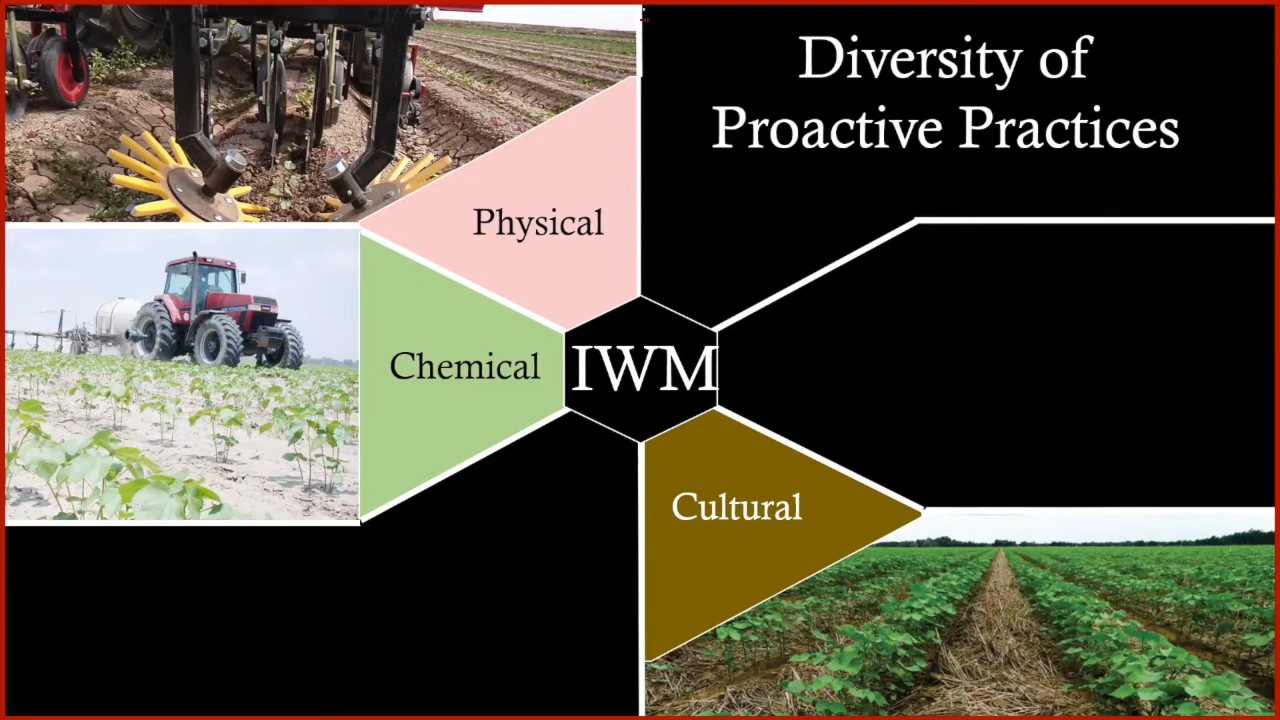 Diversity of
Proactive Practices
Physical
Chemical
IWM
Cultural